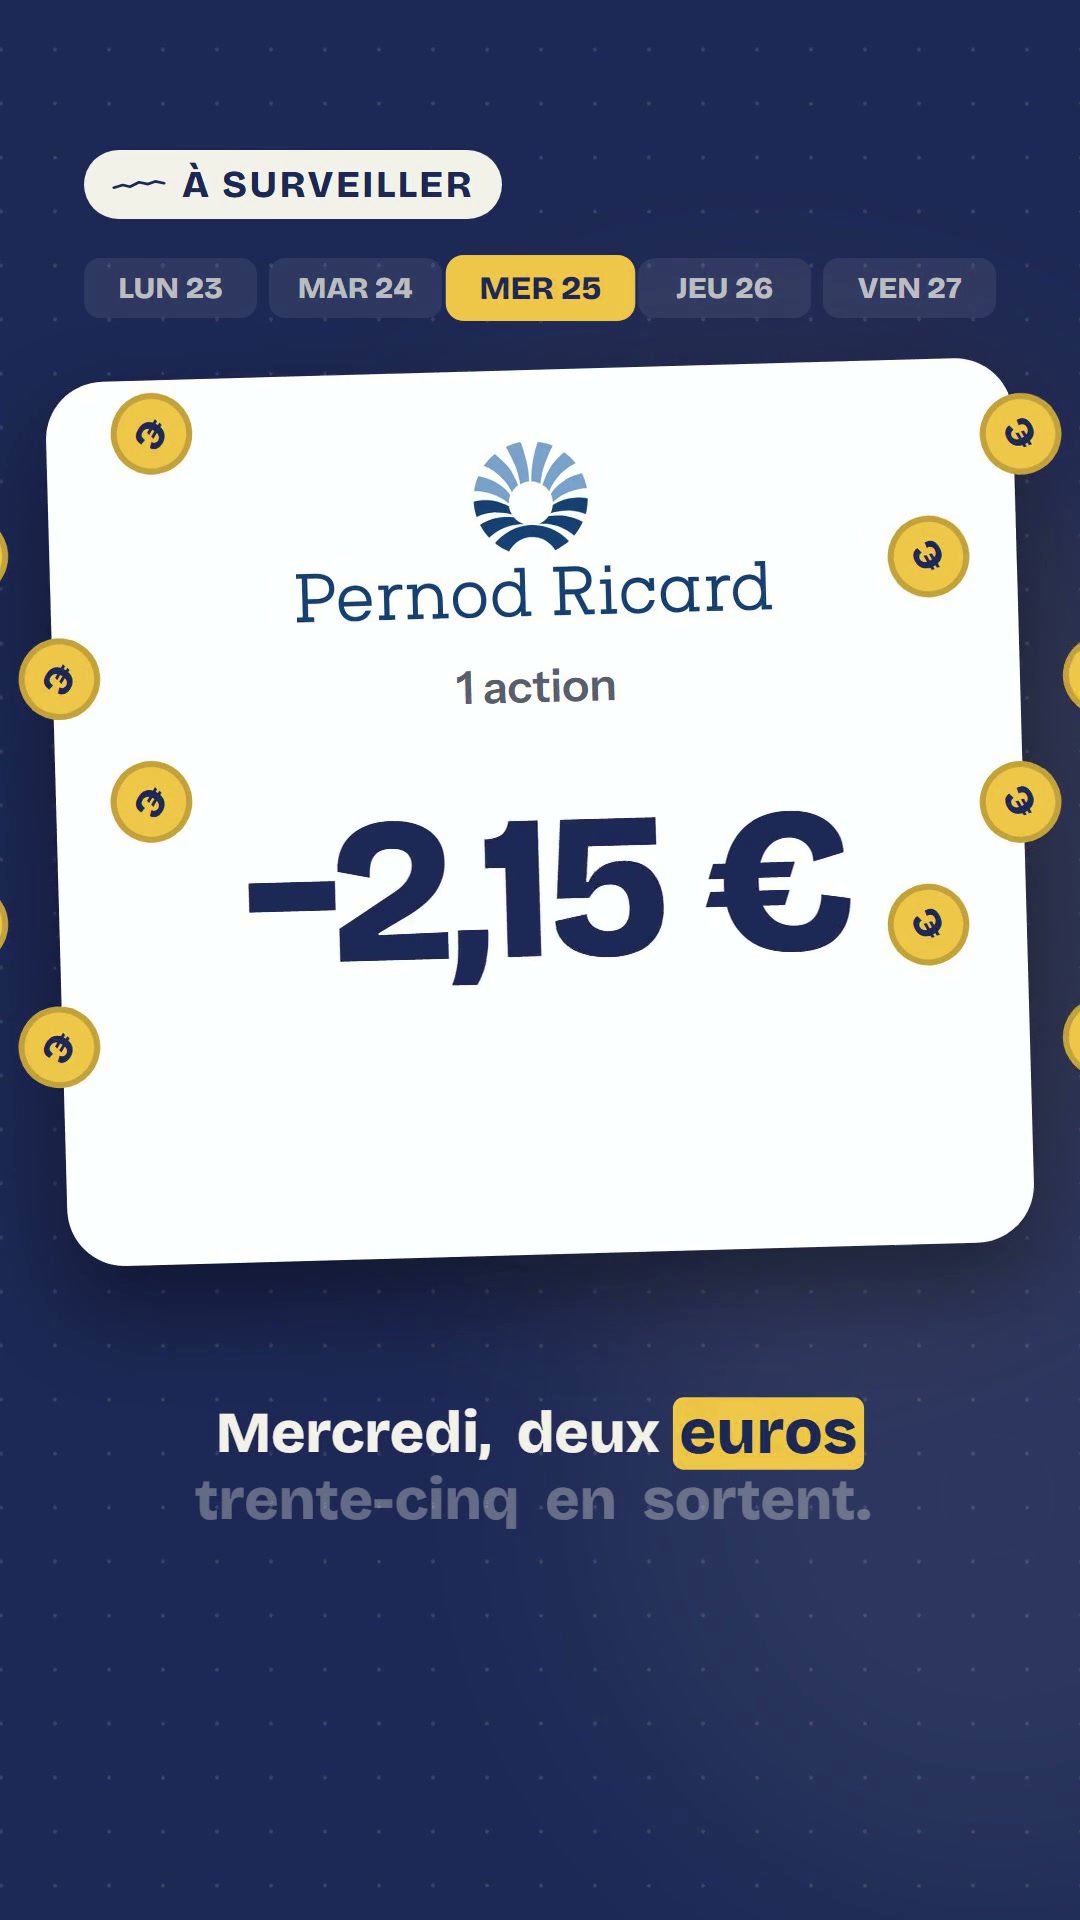 À SURVEILLER
LUN 23 MAR 24 MER 25 JEU 26 VEN 27
Pernod Ricard
1 action
-2,15 €
Mercredi, deux euros
trente-cinq en sortent.